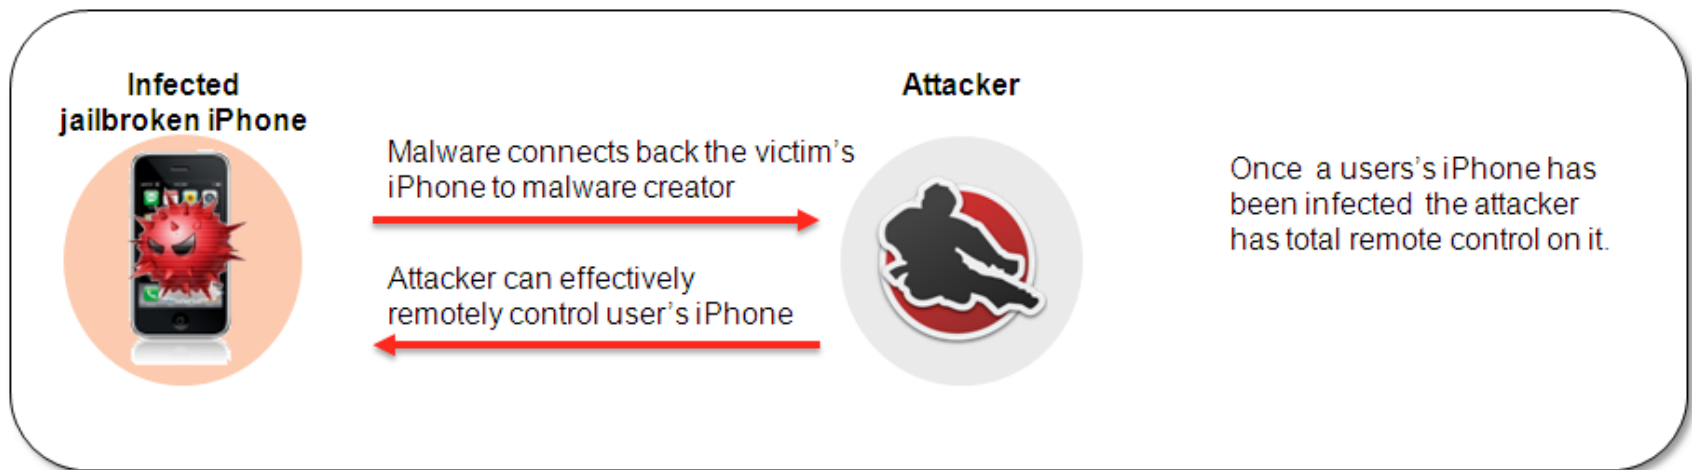 Infected
jailbroken iPhone
Attacker
Malware connects back the victim's
iPhone to malware creator
Attacker can effectively
remotely control user's iPhone
Once a users's iPhone has
been infected the attacker
has total remote control on it.